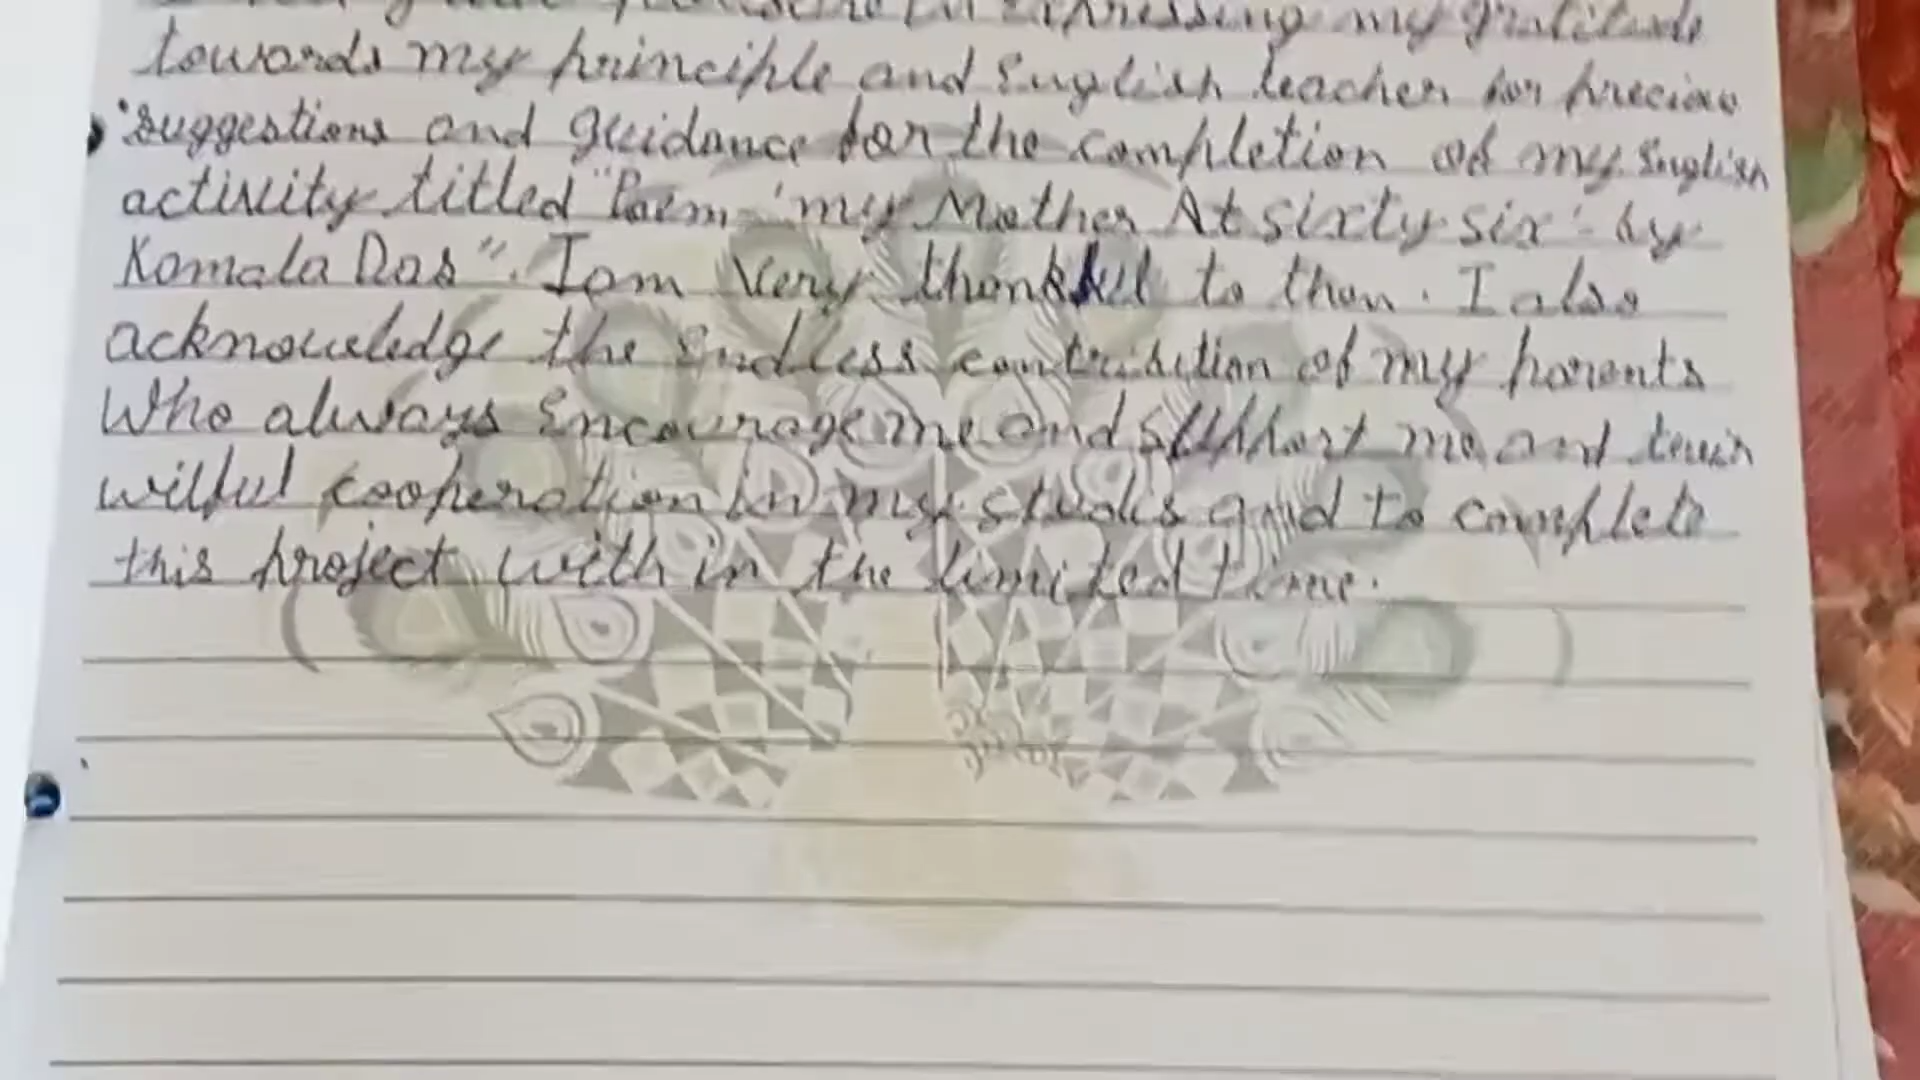 expressing my gratitude
towards my principle and English teacher for precious
suggestions and guidance for the completion of my English
activity titled "Poem - 'my Mother At sixty six' - by
Kamala Das". I am very thankful to them. I also
acknowledge the Endless contribution of my parents
Who always Encourage me and support me and their
wilful cooperation in my studies and to complete
this project with in the limited time.